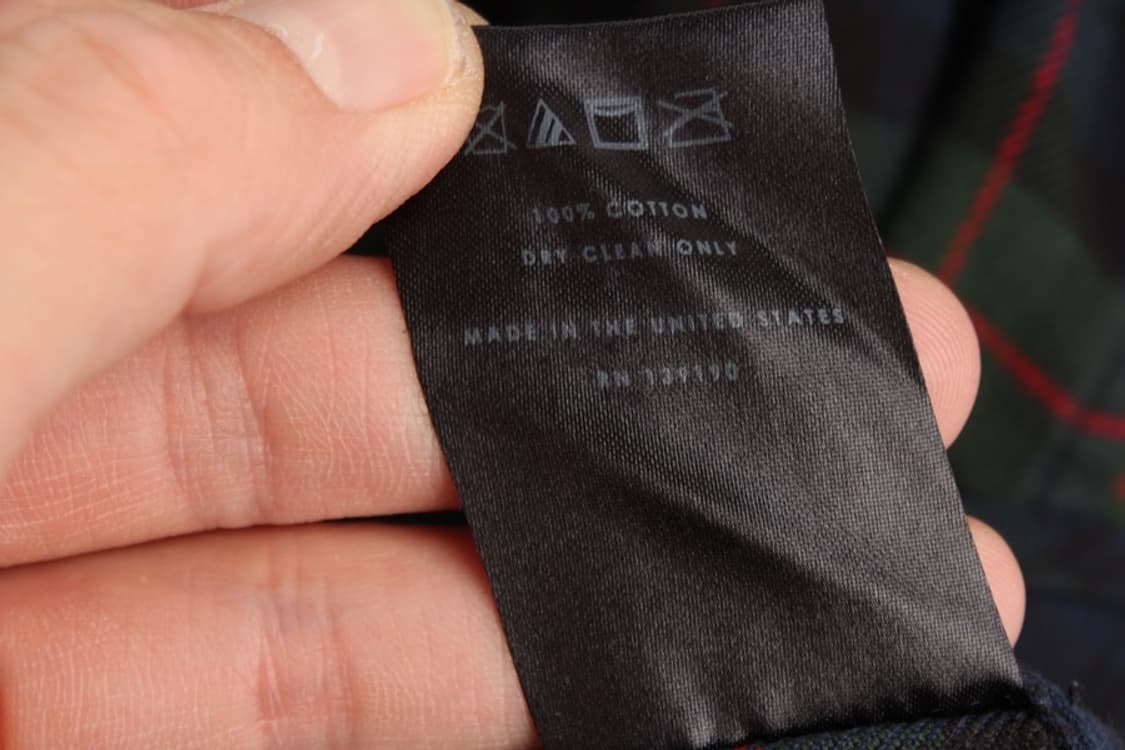 100% COTTON
DRY CLEAN ONLY
MADE IN THE UNITED STATES
RN 139190